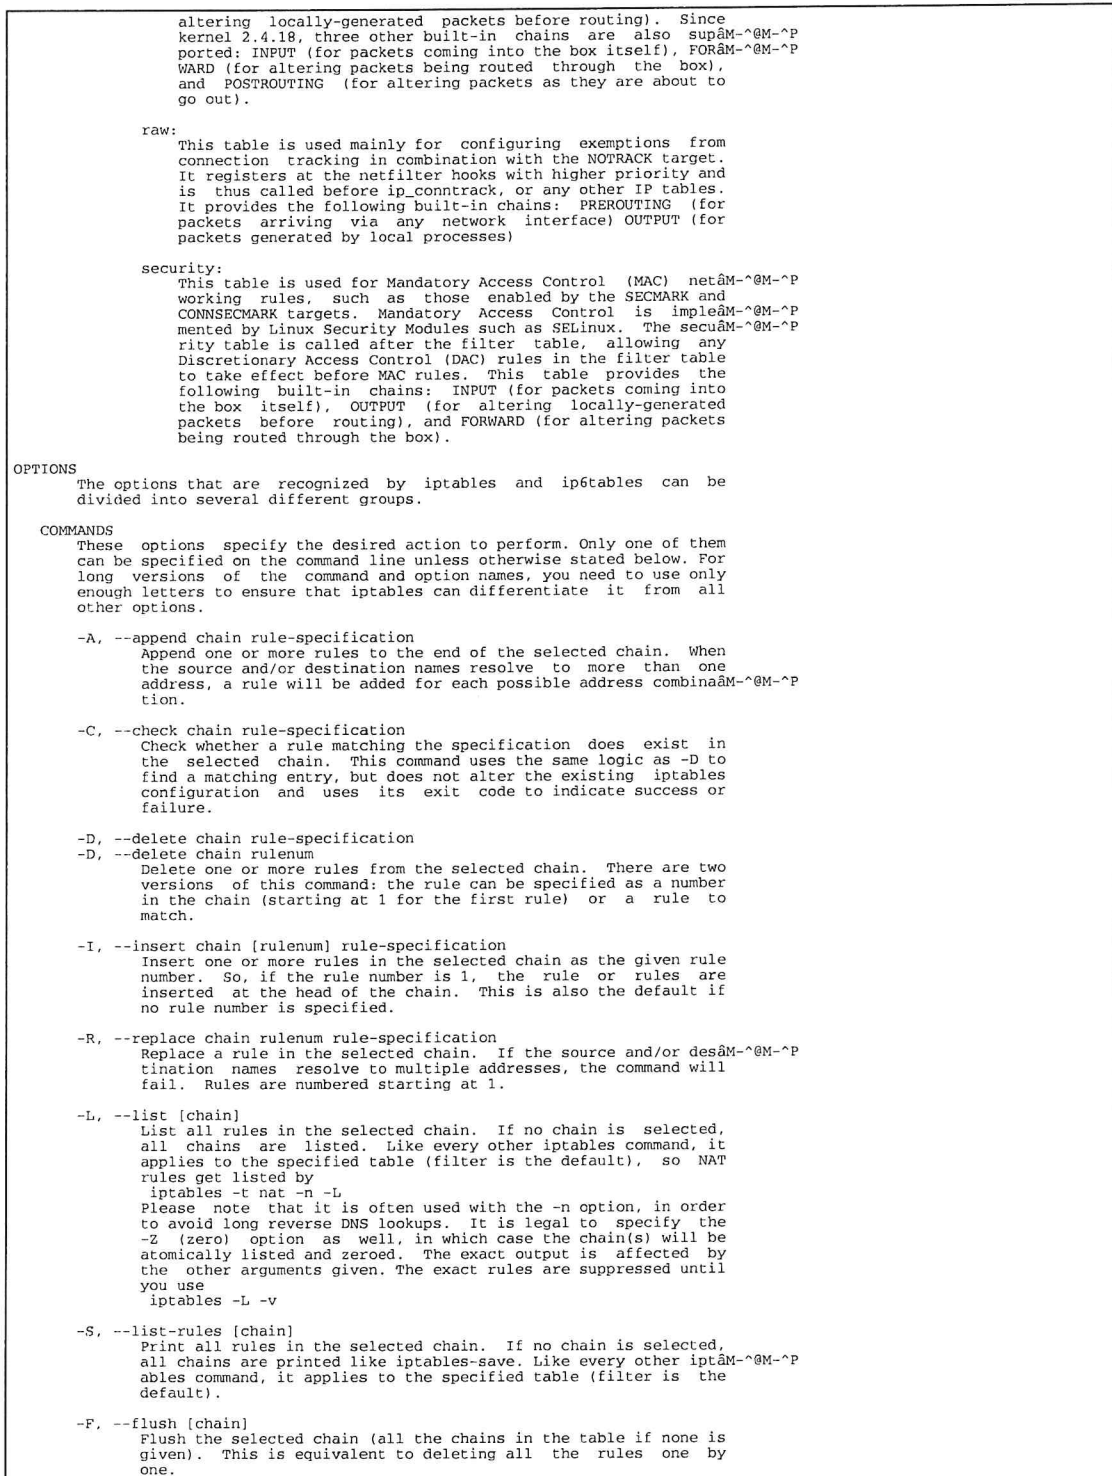 altering locally-generated packets before routing). Since
kernel 2.4.18, three other built-in chains are also supâM-^@M-^P
ported: INPUT (for packets coming into the box itself), FORâM-^@M-^P
WARD (for altering packets being routed through the box),
and POSTROUTING (for altering packets as they are about to
go out).
raw:
This table is used mainly for configuring exemptions from
connection tracking in combination with the NOTRACK target.
It registers at the netfilter hooks with higher priority and
is thus called before ip_conntrack, or any other IP tables.
It provides the following built-in chains: PREROUTING (for
packets arriving via any network interface) OUTPUT (for
packets generated by local processes)
security:
This table is used for Mandatory Access Control (MAC) netâM-^@M-^P
working rules, such as those enabled by the SECMARK and
CONNSECMARK targets. Mandatory Access Control is impleâM-^@M-^P
mented by Linux Security Modules such as SELinux. The secuâM-^@M-^P
rity table is called after the filter table, allowing any
Discretionary Access Control (DAC) rules in the filter table
to take effect before MAC rules. This table provides the
following built-in chains: INPUT (for packets coming into
the box itself), OUTPUT (for altering locally-generated
packets before routing), and FORWARD (for altering packets
being routed through the box).
OPTIONS
The options that are recognized by iptables and ip6tables can be
divided into several different groups.
COMMANDS
These options specify the desired action to perform. Only one of them
can be specified on the command line unless otherwise stated below. For
long versions of the command and option names, you need to use only
enough letters to ensure that iptables can differentiate it from all
other options.
-A, --append chain rule-specification
Append one or more rules to the end of the selected chain. When
the source and/or destination names resolve to more than one
address, a rule will be added for each possible address combinaâM-^@M-^P
tion.
-C, --check chain rule-specification
Check whether a rule matching the specification does exist in
the selected chain. This command uses the same logic as -D to
find a matching entry, but does not alter the existing iptables
configuration and uses its exit code to indicate success or
failure.
-D, --delete chain rule-specification
-D, --delete chain rulenum
Delete one or more rules from the selected chain. There are two
versions of this command: the rule can be specified as a number
in the chain (starting at 1 for the first rule) or a rule to
match.
-I, --insert chain [rulenum] rule-specification
Insert one or more rules in the selected chain as the given rule
number. So, if the rule number is 1, the rule or rules are
inserted at the head of the chain. This is also the default if
no rule number is specified.
-R, --replace chain rulenum rule-specification
Replace a rule in the selected chain. If the source and/or desâM-^@M-^P
tination names resolve to multiple addresses, the command will
fail. Rules are numbered starting at 1.
-L, --list [chain]
List all rules in the selected chain. If no chain is selected,
all chains are listed. Like every other iptables command, it
applies to the specified table (filter is the default), so NAT
rules get listed by
iptables -t nat -n -L
Please note that it is often used with the -n option, in order
to avoid long reverse DNS lookups. It is legal to specify the
-Z (zero) option as well, in which case the chain(s) will be
atomically listed and zeroed. The exact output is affected by
the other arguments given. The exact rules are suppressed until
you use
iptables -L -v
-S, --list-rules [chain]
Print all rules in the selected chain. If no chain is selected,
all chains are printed like iptables-save. Like every other iptâM-^@M-^P
ables command, it applies to the specified table (filter is the
default).
-F, --flush [chain]
Flush the selected chain (all the chains in the table if none is
given). This is equivalent to deleting all the rules one by
one.